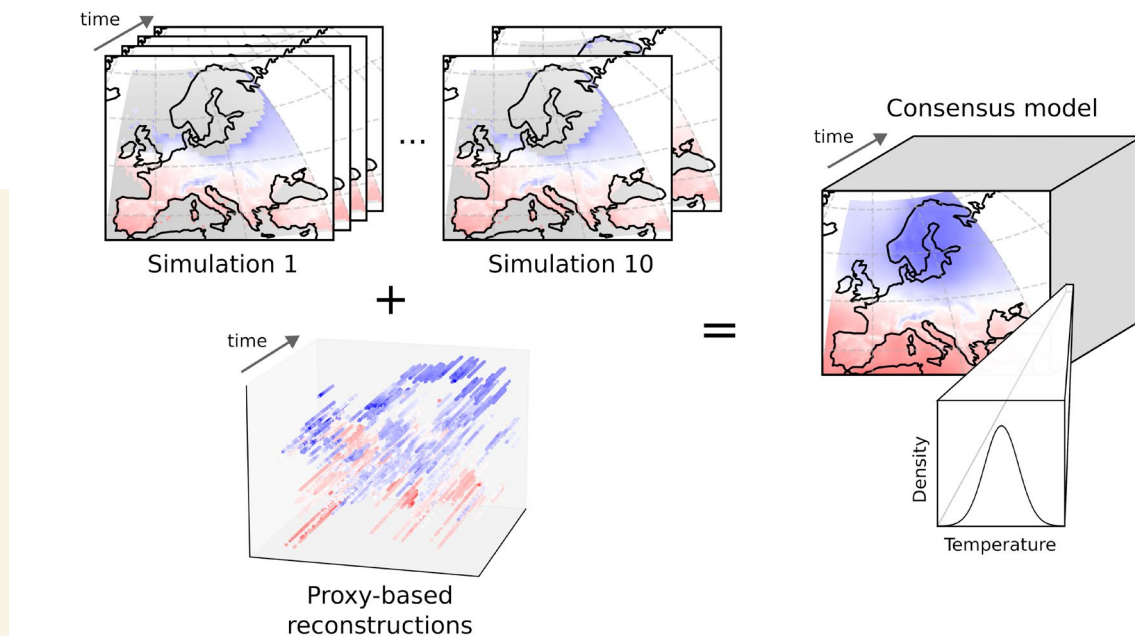 time
...
Simulation 1
Simulation 10
+
time
Proxy-based
reconstructions
=
Consensus model
time
Density
Temperature